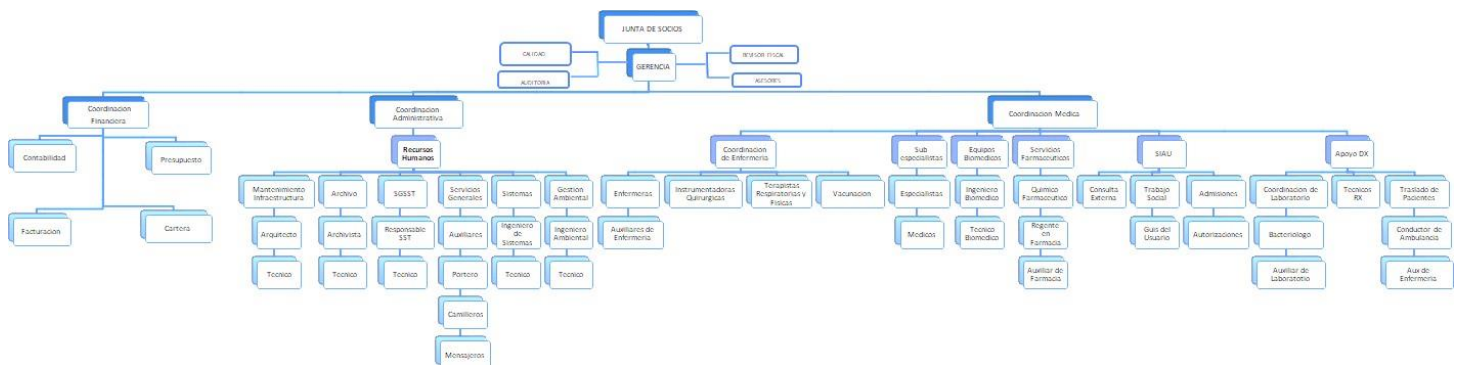 JUNTA DE SOCIOS
CALIDAD
REVISOR FISCAL
GERENCIA
AUDITORIA
ASESORES
Coordinacion
Financiera
Coordinacion
Administrativa
Coordinacion Medica
Contabilidad
Presupuesto
Recursos
Humanos
Coordinacion
de Enfermeria
Sub
especialistas
Equipos
Biomedicos
Servicios
Farmaceuticos
SIAU
Apoyo DX
Mantenimiento
Infraestructura
Archivo
SGSST
Servicios
Generales
Sistemas
Gestion
Ambiental
Enfermeras
Instrumentadoras
Quirurgicas
Terapistas
Respiratorias y
Fisicas
Vacunacion
Especialistas
Ingeniero
Biomedico
Quimico
Farmaceutico
Consulta
Externa
Trabajo
Social
Admisiones
Coordinacion de
Laboratorio
Tecnicos
RX
Traslado de
Pacientes
Facturacion
Cartera
Arquitecto
Archivista
Responsable
SST
Auxiliares
Ingeniero
de
Sistemas
Ingeniero
Ambiental
Auxiliares de
Enfermeria
Medicos
Tecnico
Biomedico
Regente
en
Farmacia
Guis del
Usuario
Autorizaciones
Bacteriologo
Conductor de
Ambulancia
Tecnico
Tecnico
Tecnico
Portero
Tecnico
Tecnico
Auxiliar de
Farmacia
Auxiliar de
Laboratotio
Aux de
Enfermeria
Camilleros
Mensajeros